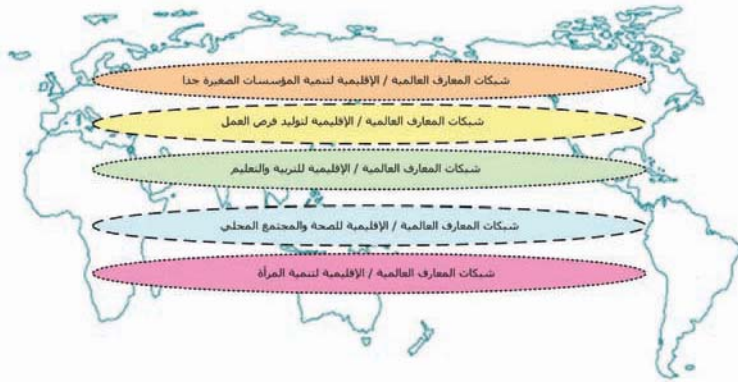 شبكات المعارف العالمية / الإقليمية لتنمية المؤسسات الصغيرة جدا
شبكات المعارف العالمية / الإقليمية لتوليد فرص العمل
شبكات المعارف العالمية / الإقليمية للتربية والتعليم
شبكات المعارف العالمية / الإقليمية للصحة والمجتمع المحلي
شبكات المعارف العالمية / الإقليمية لتنمية المرأة